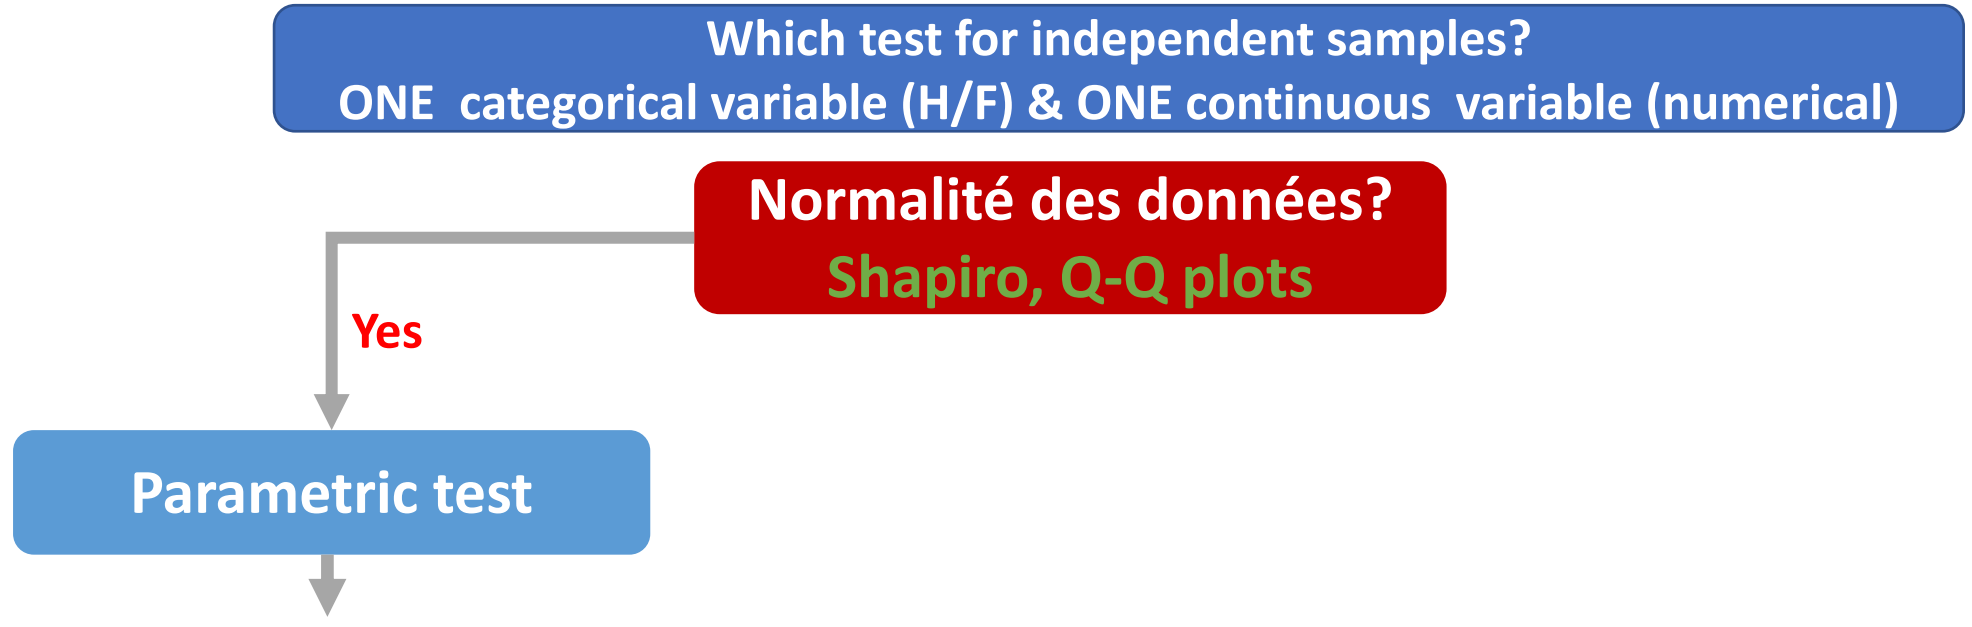 Which test for independent samples?
ONE categorical variable (H/F) & ONE continuous variable (numerical)
Normalité des données?
Shapiro, Q-Q plots
Yes
Parametric test